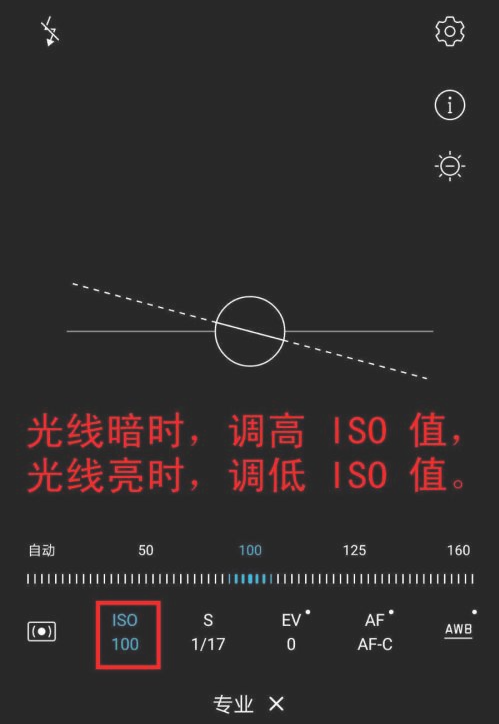 光线暗时，调高 ISO 值，
光线亮时，调低 ISO 值。
自动 50 100 125 160
ISO S EV AF AWB
100 1/17 0 AF-C
专业 ×